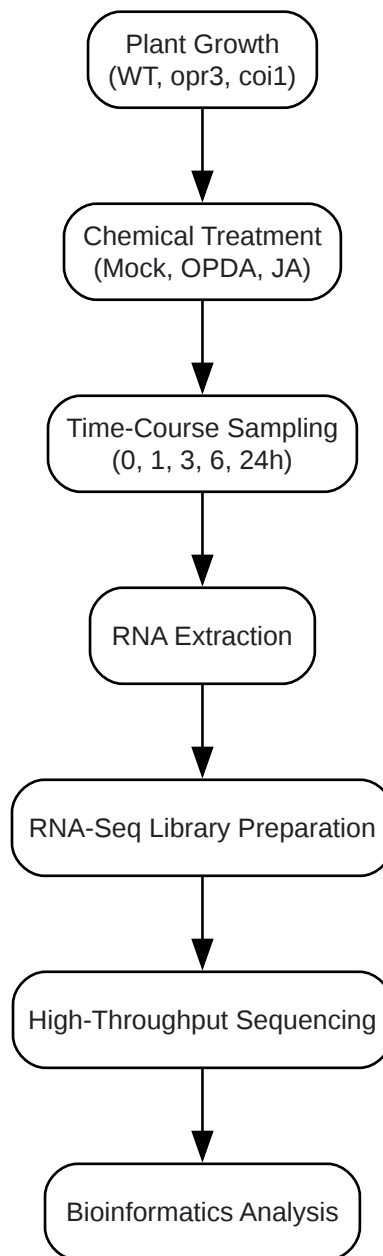 Plant Growth
(WT, opr3, coi1)
Chemical Treatment
(Mock, OPDA, JA)
Time-Course Sampling
(0, 1, 3, 6, 24h)
RNA Extraction
RNA-Seq Library Preparation
High-Throughput Sequencing
Bioinformatics Analysis